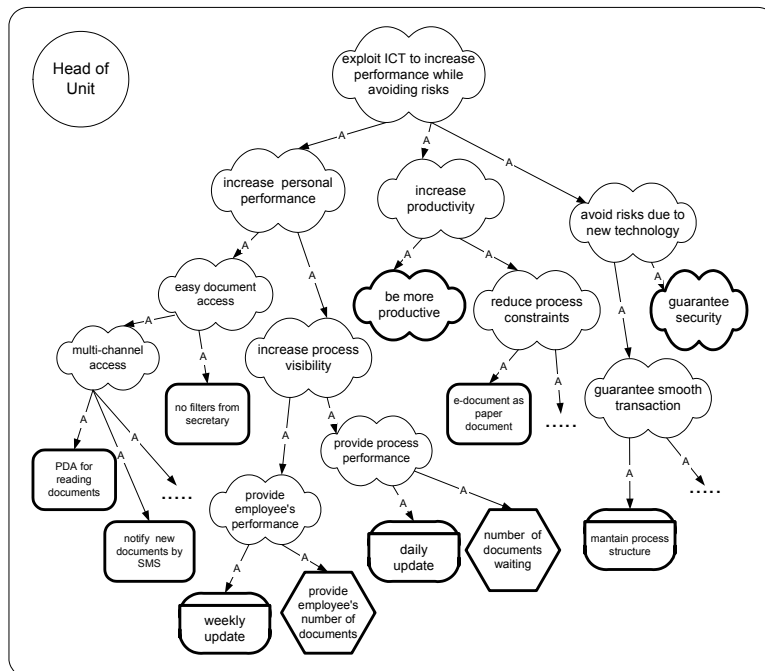 Head of
Unit
exploit ICT to increase
performance while
avoiding risks
A
A
A
increase personal
performance
increase
productivity
avoid risks due to
new technology
A
A
A
A
A
A
easy document
access
be more
productive
reduce process
constraints
guarantee
security
A
A
multi-channel
access
increase process
visibility
A
A
guarantee smooth
transaction
no filters from
secretary
e-document as
paper
document
.....
A
A
A
A
A
A
A
provide process
performance
PDA for
reading
documents
.....
provide
employee's
performance
A
A
.....
notify new
documents by
SMS
daily
update
number of
documents
waiting
mantain process
structure
A
A
weekly
update
provide
employee's
number of
documents